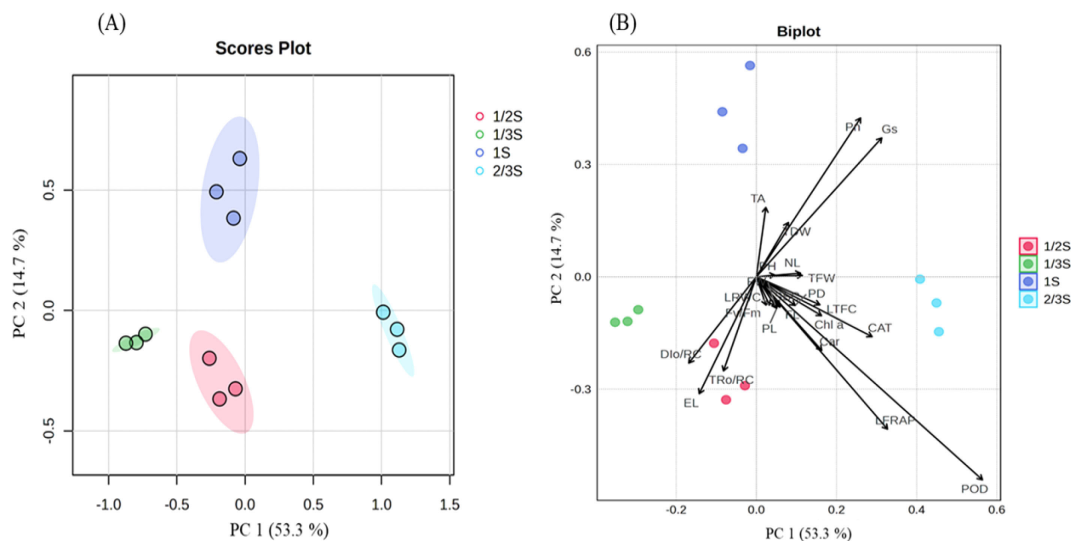 (A)
Scores Plot
PC 2 (14.7 %)
0.5
0.0
-0.5
-1.0 -0.5 0.0 0.5 1.0 1.5
PC 1 (53.3 %)
1/2S
1/3S
1S
2/3S
(B)
Biplot
PC 2 (14.7 %)
0.6
0.3
0.0
-0.3
-0.2 0.0 0.2 0.4 0.6
PC 1 (53.3 %)
Pn
Gs
TA
TDW
PH
NL
TFW
LRWC
PD
LTFC
Fv/Fm
PL
Chl a
CAT
Car
DIo/RC
TRo/RC
EL
LFRAP
POD
1/2S
1/3S
1S
2/3S